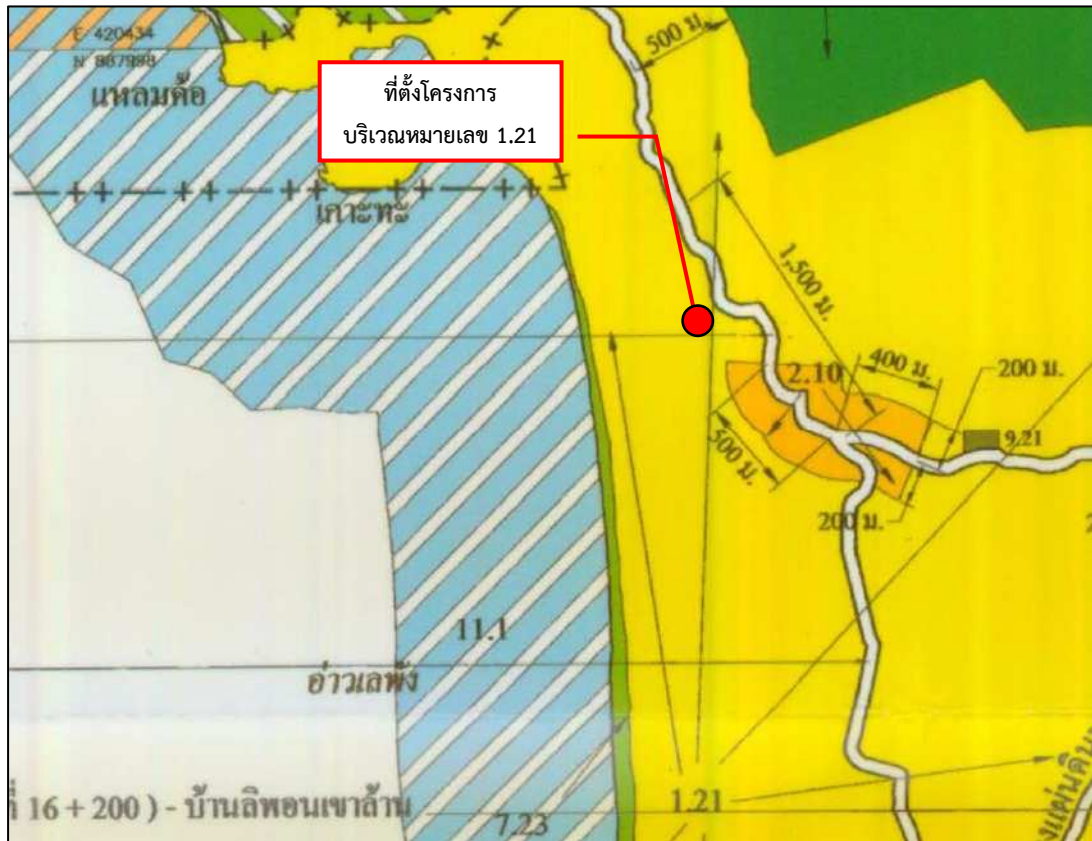 E 420434
N 887998
แหลมค้อ
ที่ตั้งโครงการ
บริเวณหมายเลข 1.21
500 ม.
เกาะทะ
1,500 ม.
2.10
400 ม.
200 ม.
9.21
500 ม.
200 ม.
11.1
อ่าวเลพัง
16 + 200 ) - บ้านลิพอนเขาล้าน
7.23
1.21